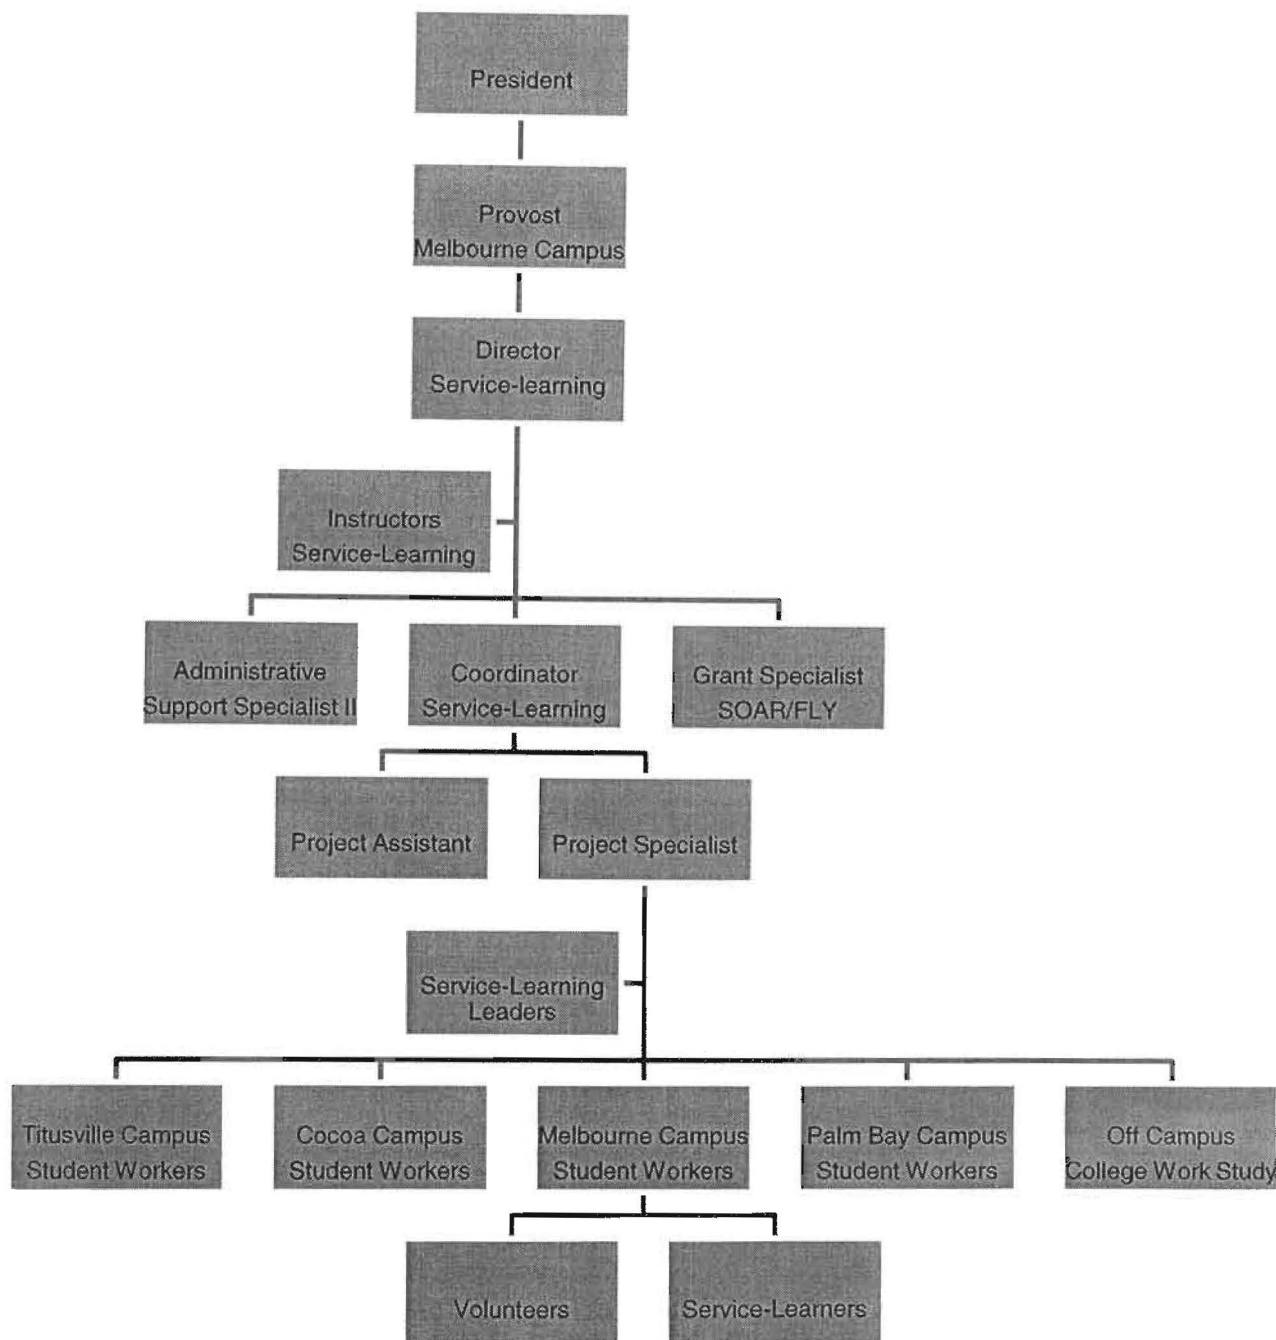 President
Provost
Melbourne Campus
Director
Service-learning
Instructors
Service-Learning
Administrative
Support Specialist II
Coordinator
Service-Learning
Grant Specialist
SOAR/FLY
Project Assistant
Project Specialist
Service-Learning
Leaders
Titusville Campus
Student Workers
Cocoa Campus
Student Workers
Melbourne Campus
Student Workers
Palm Bay Campus
Student Workers
Off Campus
College Work Study
Volunteers
Service-Learners